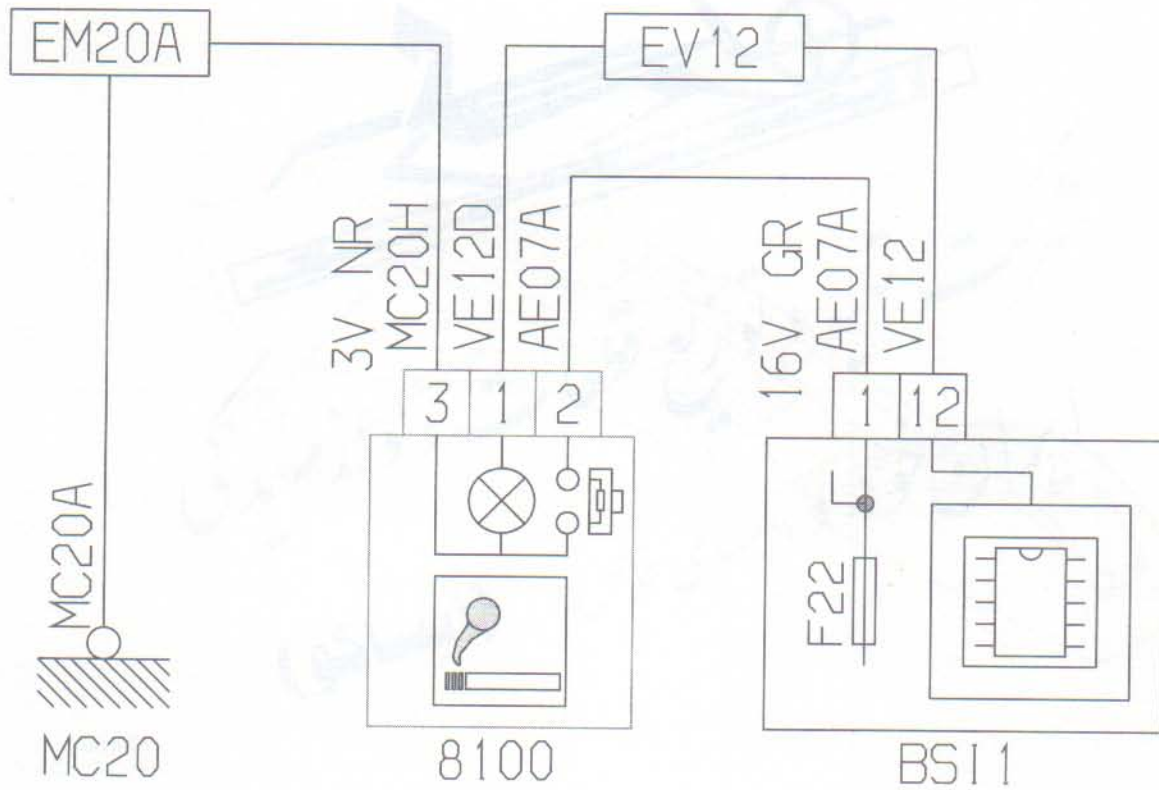 EM20A
EV12
3V NR
MC20H
VE12D
AE07A
16V GR
AE07A
VE12
3 1 2
1 12
MC20A
F22
MC20
8100
BSI1